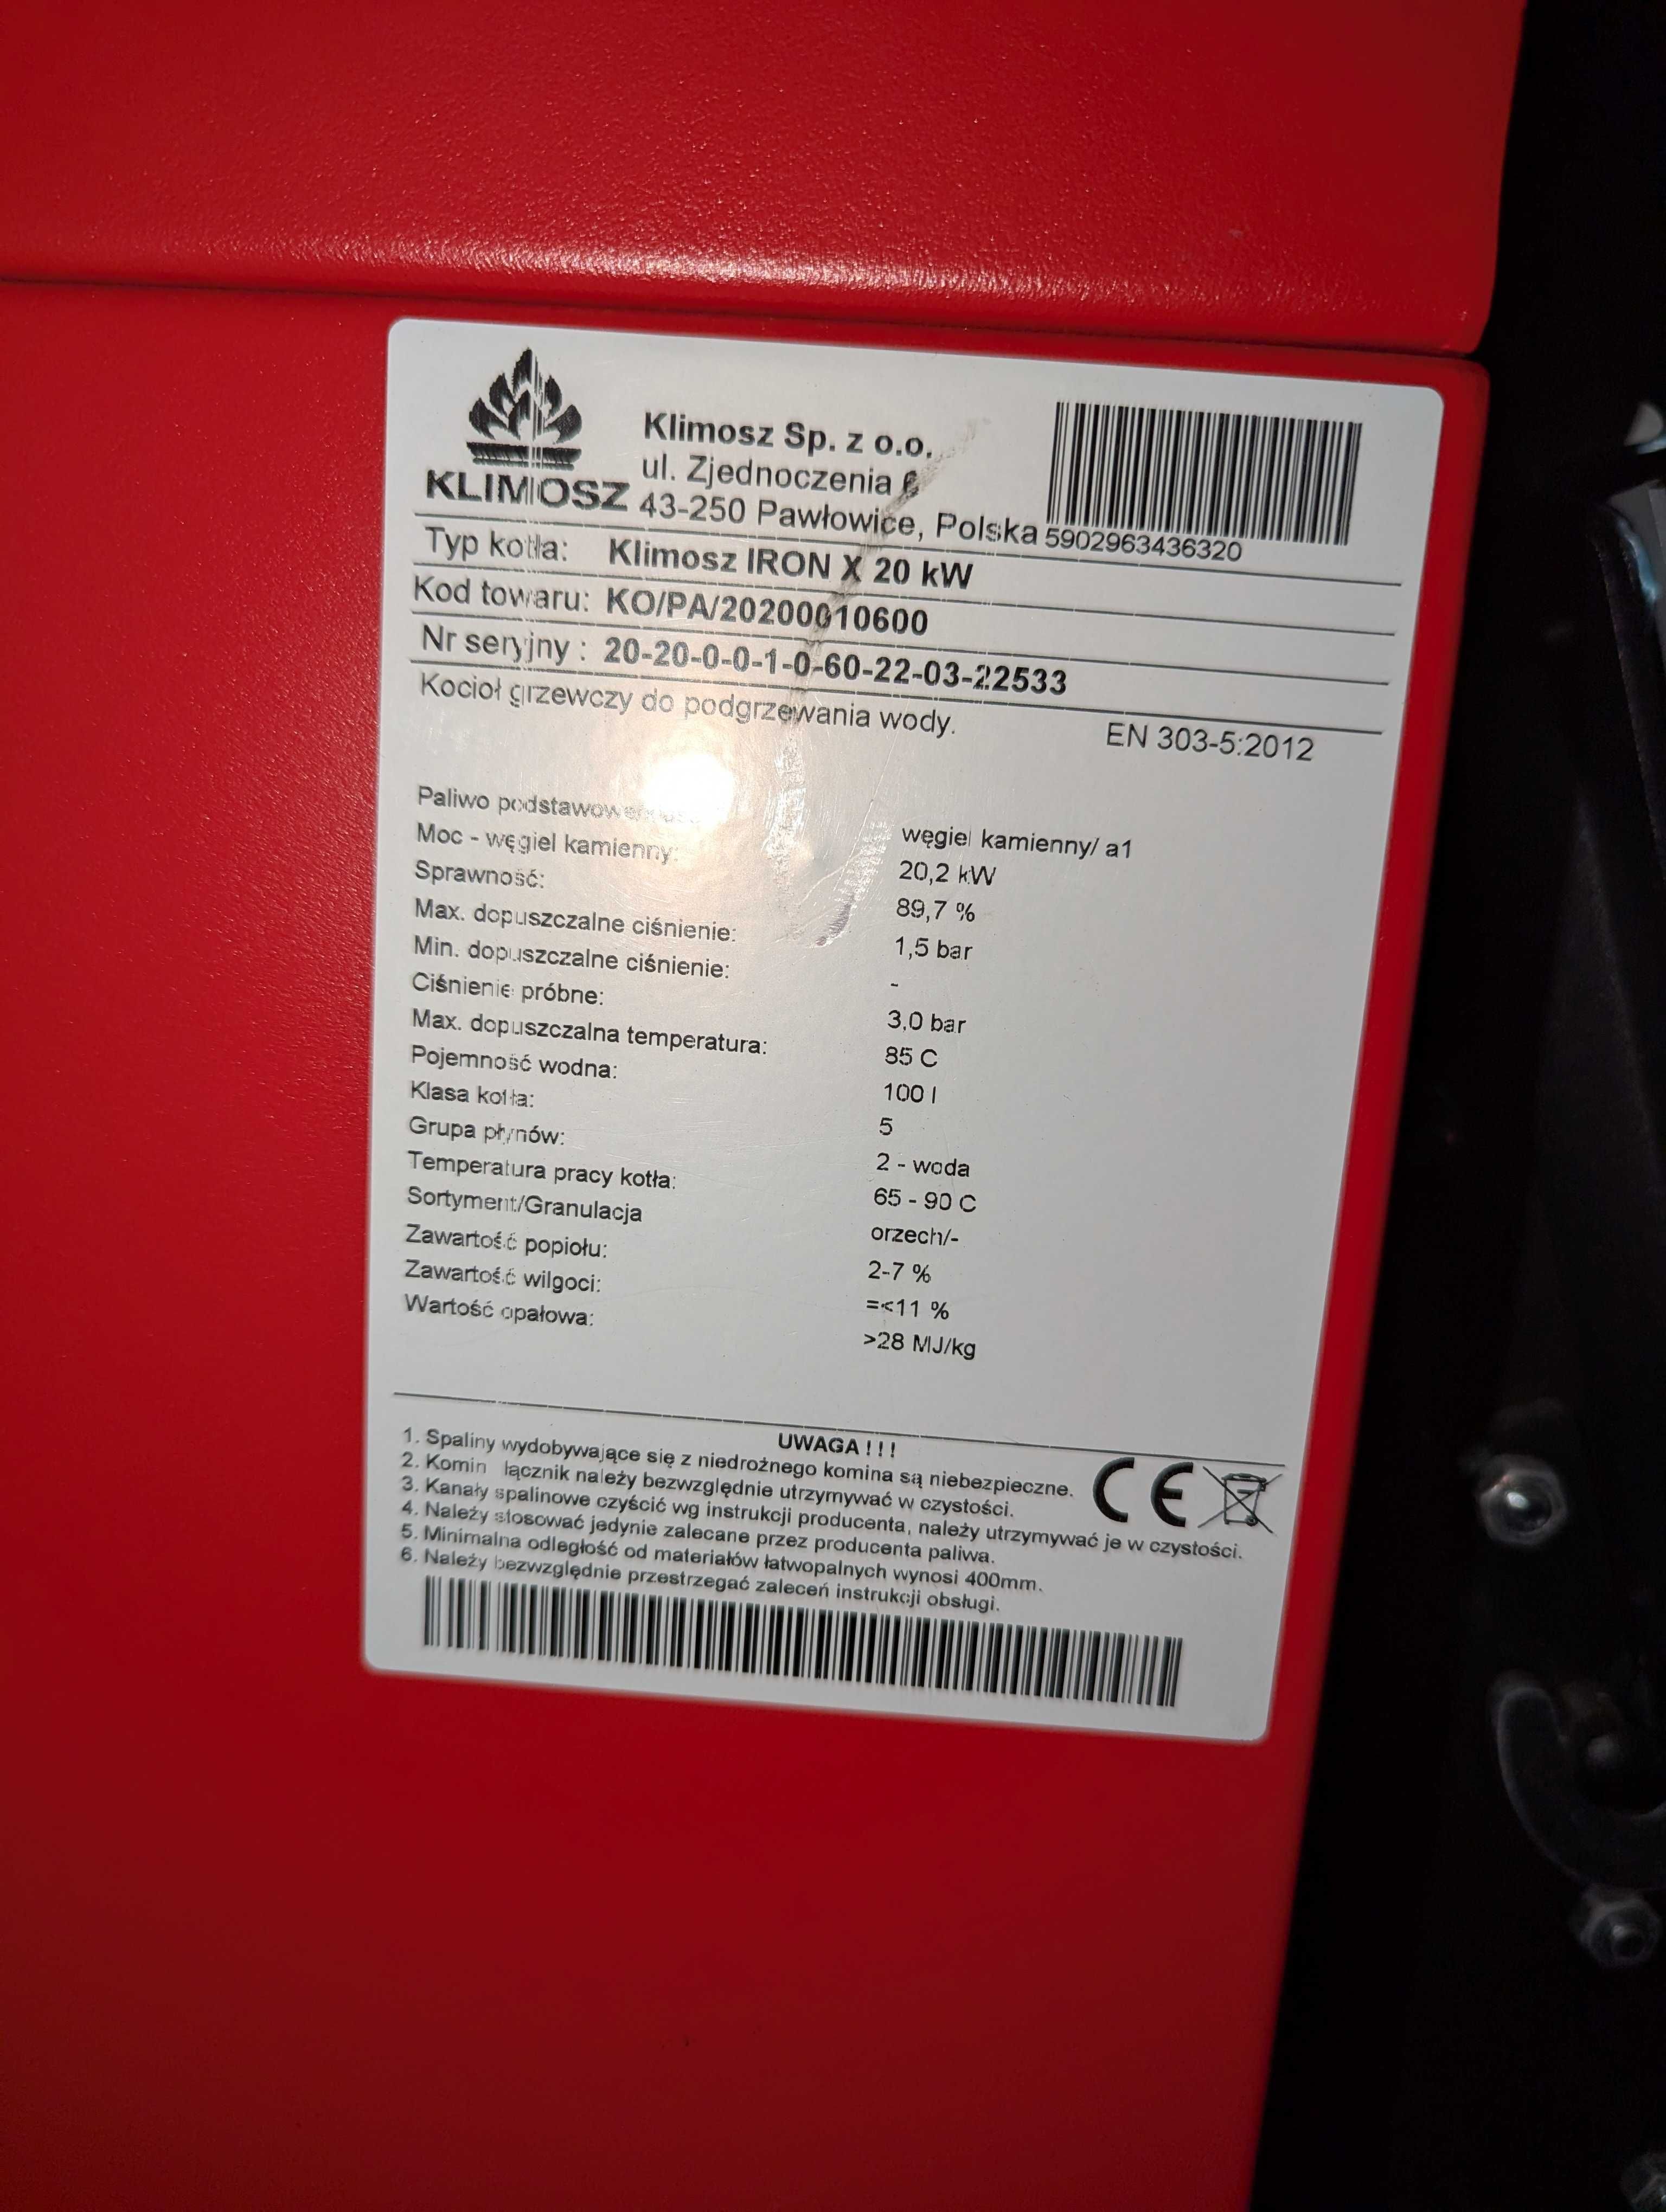 KLIMOSZ
Klimosz Sp. z o.o.
ul. Zjednoczenia 6
43-250 Pawłowice, Polska
5902963436320
Typ kotła: Klimosz IRON X 20 kW
Kod towaru: KO/PA/20200010600
Nr seryjny : 20-20-0-0-1-0-60-22-03-22533
Kocioł grzewczy do podgrzewania wody.
EN 303-5:2012
Paliwo węgiel kamienny/ a1
Moc - węgiel kamienny: 20,2 kW
Sprawność: 89,7 %
Max. dopuszczalne ciśnienie: 1,5 bar
Min. dopuszczalne ciśnienie: -
Ciśnienie próbne: 3,0 bar
Max. dopuszczalna temperatura: 85 C
Pojemność wodna: 100 l
Klasa kotła: 5
Grupa płynów: 2 - woda
Temperatura pracy kotła: 65 - 90 C
Sortyment/Granulacja orzech/-
Zawartość popiołu: 2-7 %
Zawartość wilgoci: =<11 %
Wartość opałowa: >28 MJ/kg
UWAGA ! ! !
1. Spaliny wydobywające się z niedrożnego komina są niebezpieczne.
2. Komin łącznik należy bezwzględnie utrzymywać w czystości.
3. Kanały spalinowe czyścić wg instrukcji producenta, należy utrzymywać je w czystości.
4. Należy stosować jedynie zalecane przez producenta paliwa.
5. Minimalna odległość od materiałów łatwopalnych wynosi 400mm.
6. Należy bezwzględnie przestrzegać zaleceń instrukcji obsługi.
CE